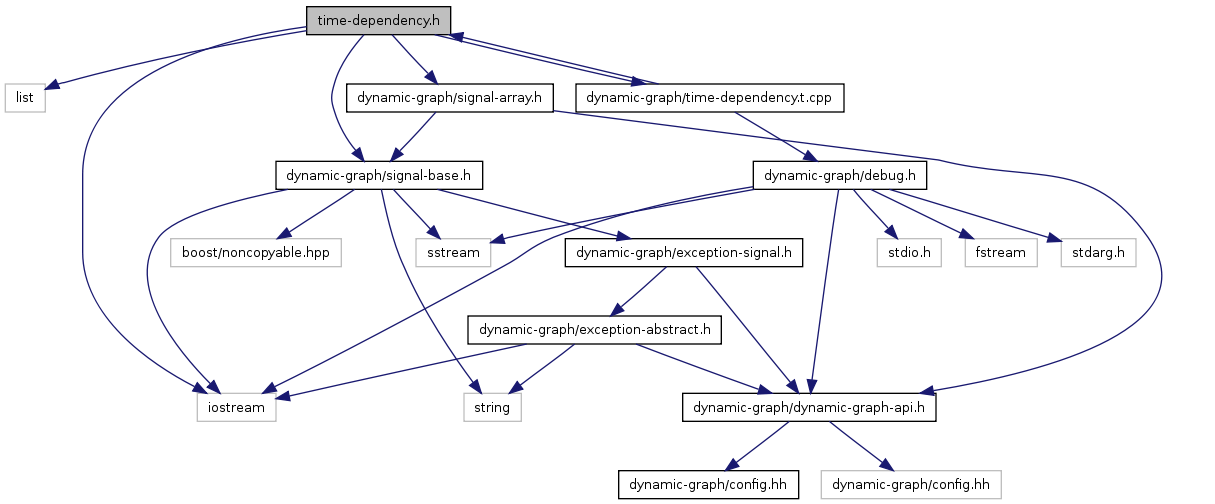 time-dependency.h
list
dynamic-graph/signal-array.h
dynamic-graph/time-dependency.t.cpp
dynamic-graph/signal-base.h
dynamic-graph/debug.h
boost/noncopyable.hpp
sstream
dynamic-graph/exception-signal.h
stdio.h
fstream
stdarg.h
dynamic-graph/exception-abstract.h
iostream
string
dynamic-graph/dynamic-graph-api.h
dynamic-graph/config.hh
dynamic-graph/config.hh